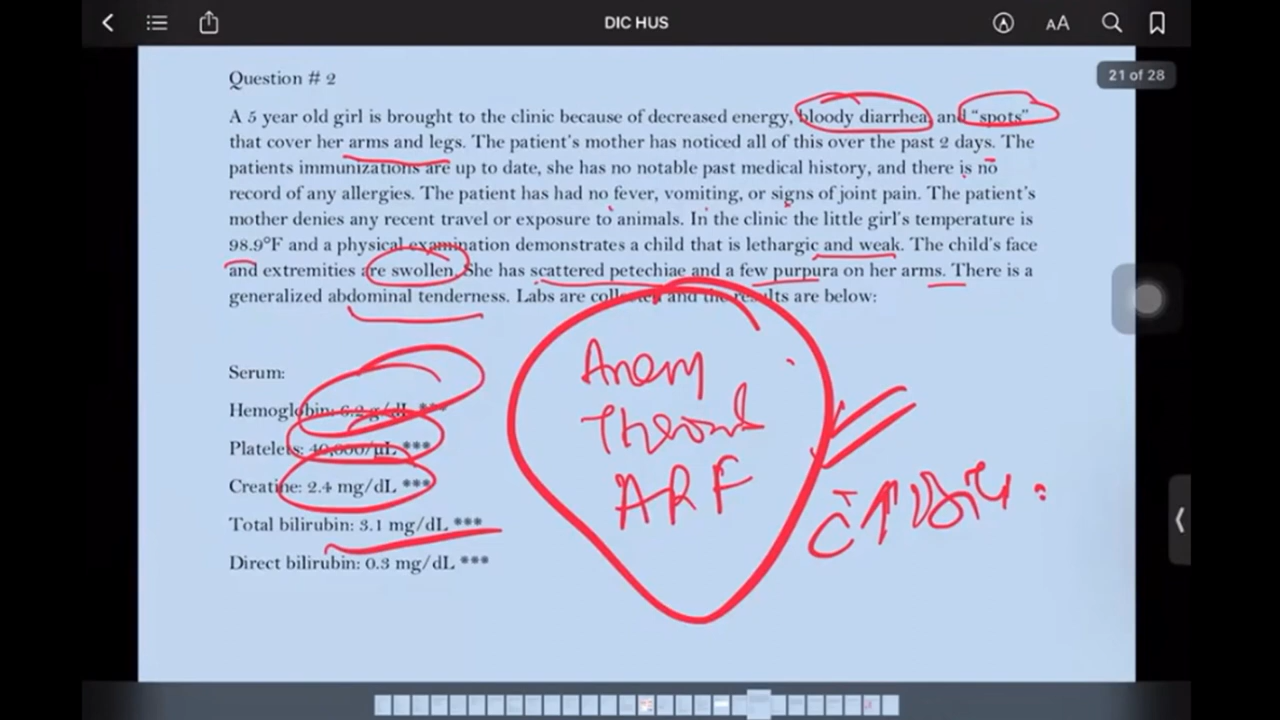 DIC HUS
AA
21 of 28
Question # 2
A 5 year old girl is brought to the clinic because of decreased energy, bloody diarrhea, and “spots”
that cover her arms and legs. The patient’s mother has noticed all of this over the past 2 days. The
patients immunizations are up to date, she has no notable past medical history, and there is no
record of any allergies. The patient has had no fever, vomiting, or signs of joint pain. The patient’s
mother denies any recent travel or exposure to animals. In the clinic the little girl’s temperature is
98.9°F and a physical examination demonstrates a child that is lethargic and weak. The child’s face
and extremities are swollen. She has scattered petechiae and a few purpura on her arms. There is a
generalized abdominal tenderness. Labs are collected and the results are below:
Serum:
Hemoglobin: 6.2 g/dL ***
Platelets: 40,000/µL ***
Creatine: 2.4 mg/dL ***
Total bilirubin: 3.1 mg/dL ***
Direct bilirubin: 0.3 mg/dL ***
Anem
Thromb
ARF